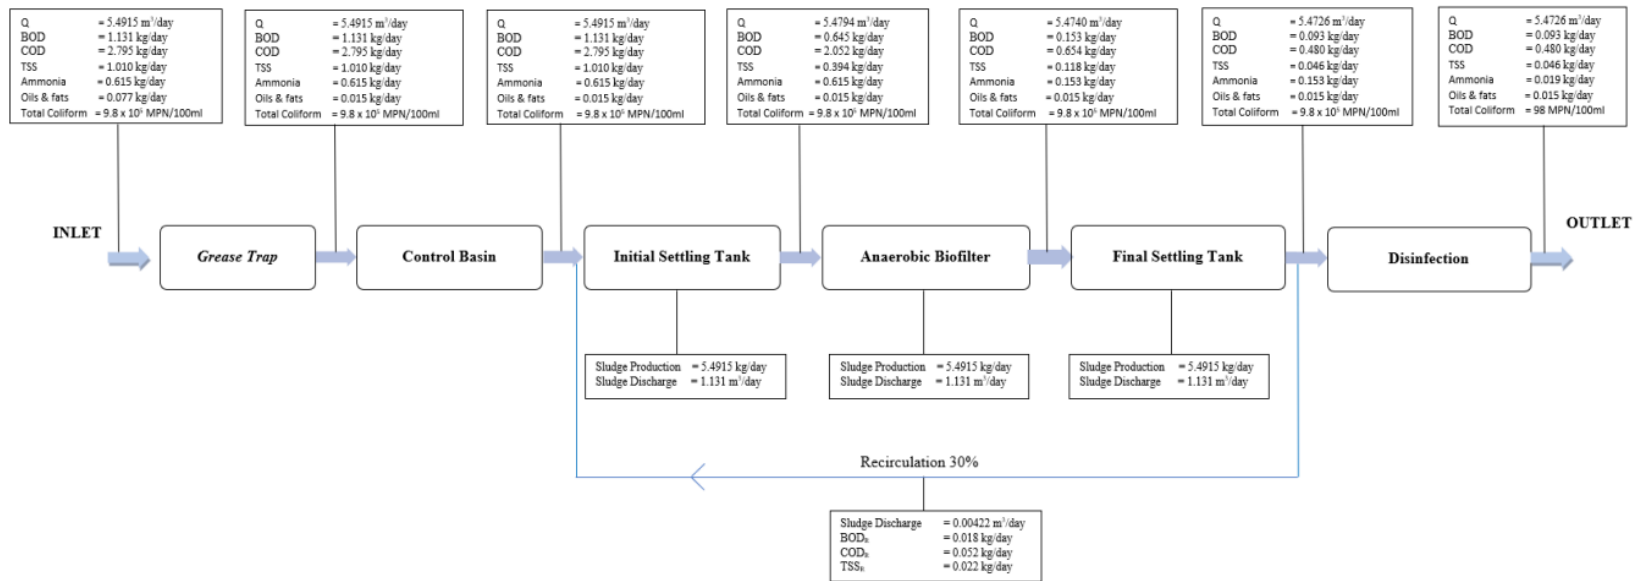 Q = 5.4915 m³/day
BOD = 1.131 kg/day
COD = 2.795 kg/day
TSS = 1.010 kg/day
Ammonia = 0.615 kg/day
Oils & fats = 0.077 kg/day
Total Coliform = 9.8 x 10⁵ MPN/100ml
Q = 5.4915 m³/day
BOD = 1.131 kg/day
COD = 2.795 kg/day
TSS = 1.010 kg/day
Ammonia = 0.615 kg/day
Oils & fats = 0.015 kg/day
Total Coliform = 9.8 x 10⁵ MPN/100ml
Q = 5.4915 m³/day
BOD = 1.131 kg/day
COD = 2.795 kg/day
TSS = 1.010 kg/day
Ammonia = 0.615 kg/day
Oils & fats = 0.015 kg/day
Total Coliform = 9.8 x 10⁵ MPN/100ml
Q = 5.4794 m³/day
BOD = 0.645 kg/day
COD = 2.052 kg/day
TSS = 0.394 kg/day
Ammonia = 0.615 kg/day
Oils & fats = 0.015 kg/day
Total Coliform = 9.8 x 10⁵ MPN/100ml
Q = 5.4740 m³/day
BOD = 0.153 kg/day
COD = 0.654 kg/day
TSS = 0.118 kg/day
Ammonia = 0.153 kg/day
Oils & fats = 0.015 kg/day
Total Coliform = 9.8 x 10⁵ MPN/100ml
Q = 5.4726 m³/day
BOD = 0.093 kg/day
COD = 0.480 kg/day
TSS = 0.046 kg/day
Ammonia = 0.153 kg/day
Oils & fats = 0.015 kg/day
Total Coliform = 9.8 x 10⁵ MPN/100ml
Q = 5.4726 m³/day
BOD = 0.093 kg/day
COD = 0.480 kg/day
TSS = 0.046 kg/day
Ammonia = 0.019 kg/day
Oils & fats = 0.015 kg/day
Total Coliform = 98 MPN/100ml
INLET
Grease Trap
Control Basin
Initial Settling Tank
Anaerobic Biofilter
Final Settling Tank
Disinfection
OUTLET
Sludge Production = 5.4915 kg/day
Sludge Discharge = 1.131 m³/day
Sludge Production = 5.4915 kg/day
Sludge Discharge = 1.131 m³/day
Sludge Production = 5.4915 kg/day
Sludge Discharge = 1.131 m³/day
Recirculation 30%
Sludge Discharge = 0.00422 m³/day
BODR = 0.018 kg/day
CODR = 0.052 kg/day
TSSR = 0.022 kg/day